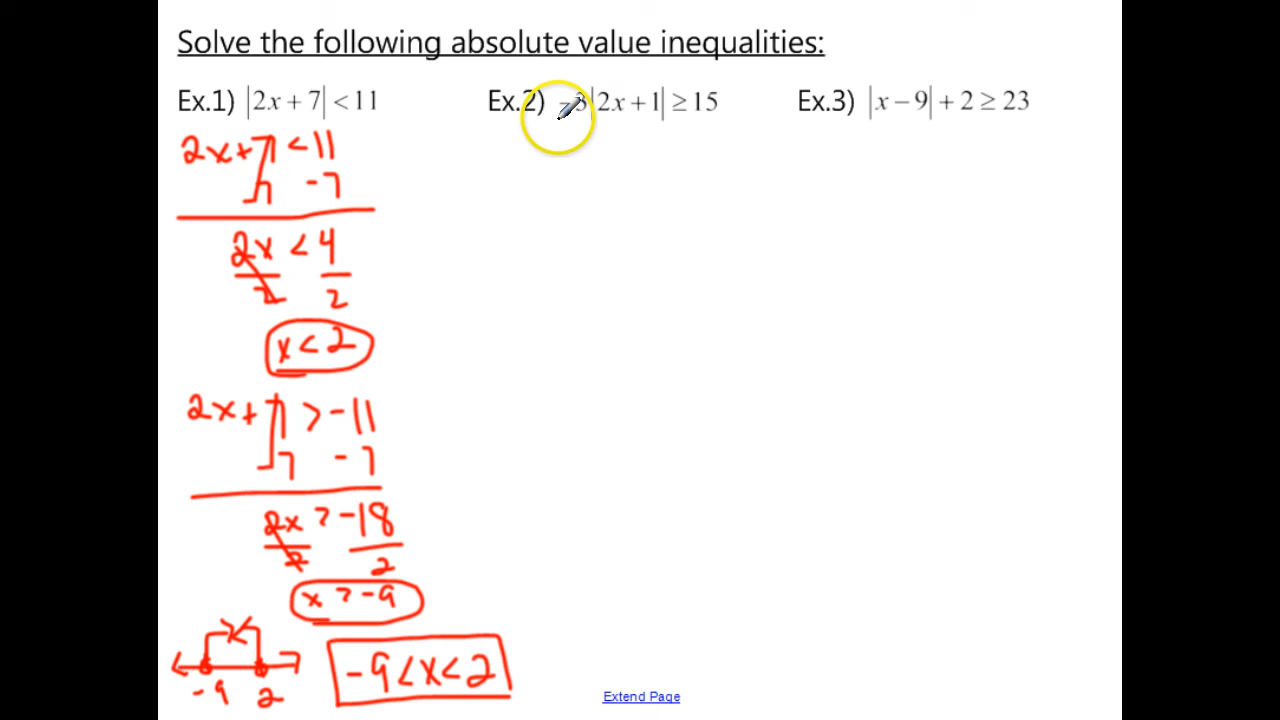 Solve the following absolute value inequalities:
Ex.1) |2x + 7| < 11
Ex.2) -3|2x + 1| ≥ 15
Ex.3) |x − 9| + 2 ≥ 23
2x+7 < 11
-7 -7
2x < 4
2 2
x < 2
2x+7 > -11
-7 -7
2x > -18
2 2
x > -9
x
-9 2
-9 < x < 2
Extend Page